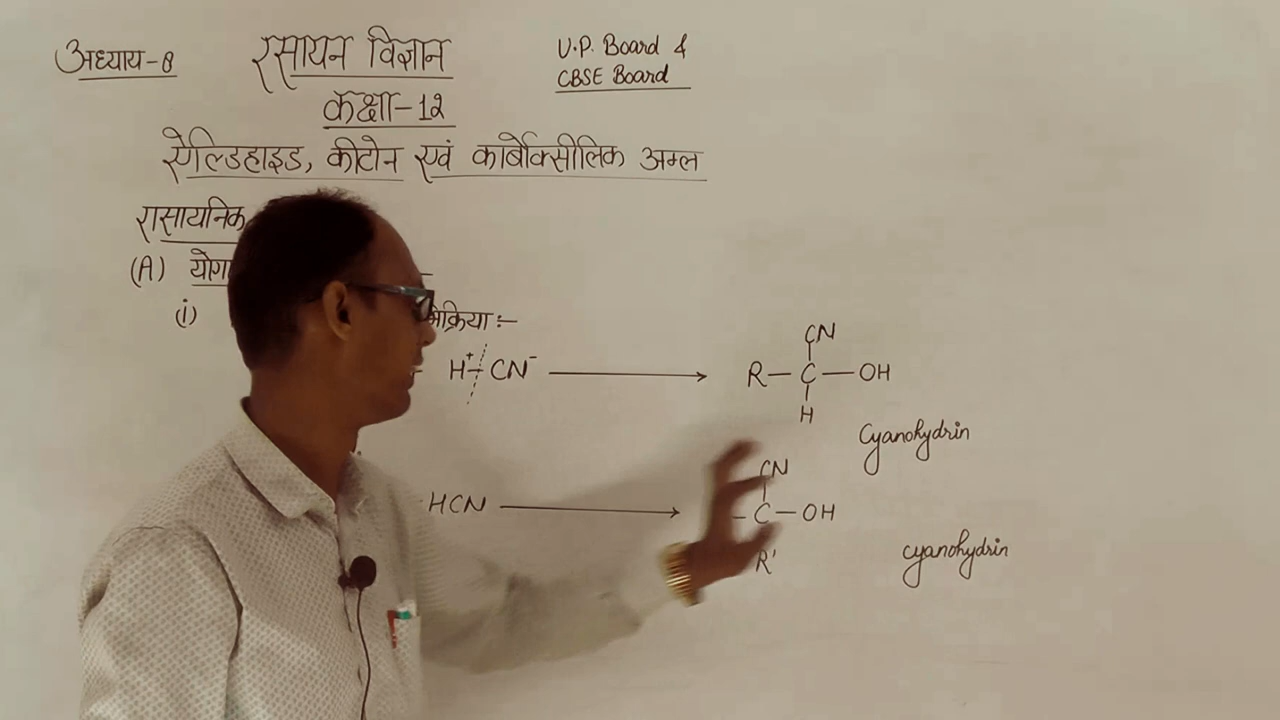 अध्याय-8
रसायन विज्ञान
U.P. Board &
CBSE Board
कक्षा-12
ऐल्डिहाइड, कीटोन एवं कार्बोक्सीलिक अम्ल
रासायनिक
(A)
(i)
CN
H⁺ CN⁻ ⟶ R—C—OH
H
Cyanohydrin
CN
HCN ⟶ —C—OH
R'
cyanohydrin